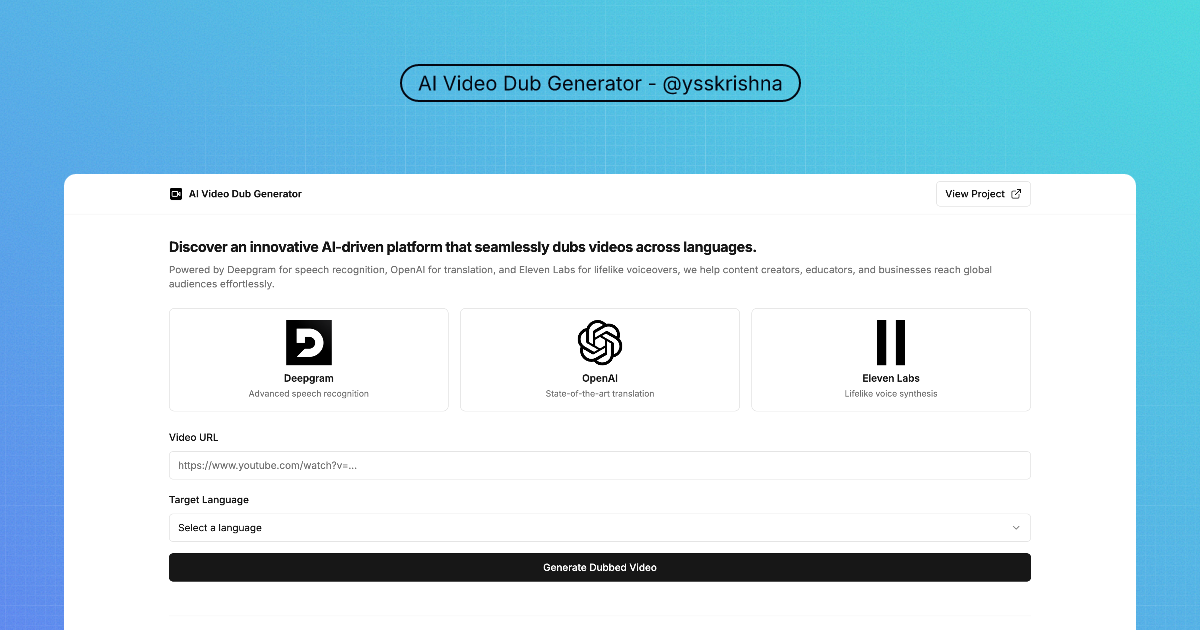 AI Video Dub Generator - @ysskrishna
AI Video Dub Generator
View Project
Discover an innovative AI-driven platform that seamlessly dubs videos across languages.
Powered by Deepgram for speech recognition, OpenAI for translation, and Eleven Labs for lifelike voiceovers, we help content creators, educators, and businesses reach global
audiences effortlessly.
Deepgram
Advanced speech recognition
OpenAI
State-of-the-art translation
Eleven Labs
Lifelike voice synthesis
Video URL
https://www.youtube.com/watch?v=...
Target Language
Select a language
Generate Dubbed Video